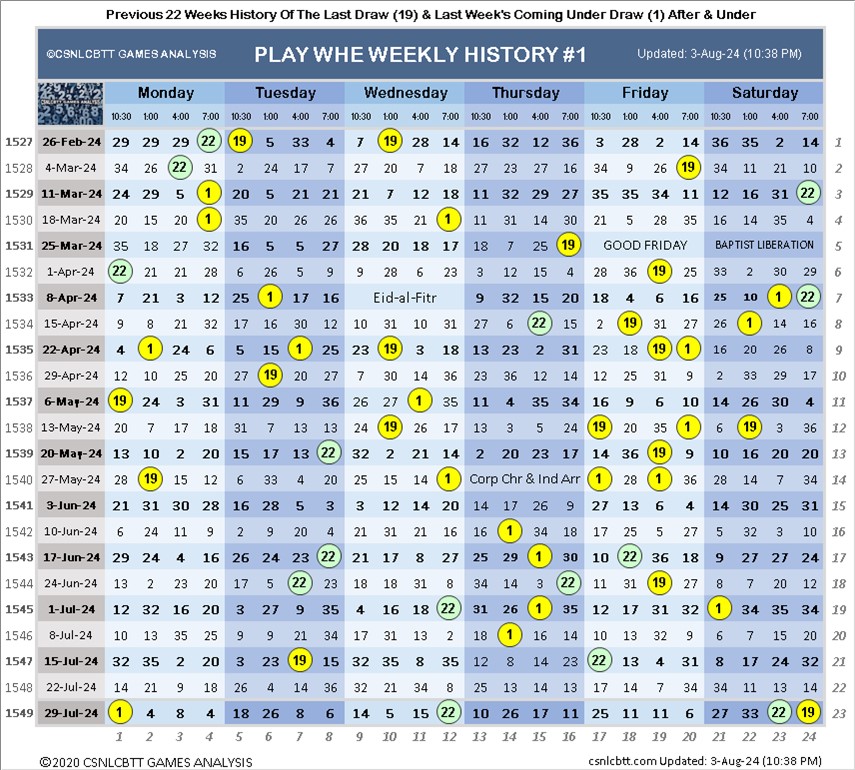 Previous 22 Weeks History Of The Last Draw (19) & Last Week's Coming Under Draw (1) After & Under
©CSNLCBTT GAMES ANALYSIS PLAY WHE WEEKLY HISTORY #1 Updated: 3-Aug-24 (10:38 PM)
Monday Tuesday Wednesday Thursday Friday Saturday
CSNLCBTT GAMES ANALYSIS
10:30 1:00 4:00 7:00 10:30 1:00 4:00 7:00 10:30 1:00 4:00 7:00 10:30 1:00 4:00 7:00 10:30 1:00 4:00 7:00 10:30 1:00 4:00 7:00
1527 26-Feb-24 29 29 29 22 19 5 33 4 7 19 28 14 16 32 12 36 3 28 2 14 36 35 2 14 1
1528 4-Mar-24 34 26 22 31 2 24 17 7 27 20 7 18 27 23 27 16 34 9 26 19 34 11 21 10 2
1529 11-Mar-24 24 29 5 1 20 5 21 21 21 7 12 18 11 32 29 27 35 35 34 11 12 16 31 22 3
1530 18-Mar-24 20 15 20 1 35 20 26 26 36 35 21 1 11 31 14 30 21 5 28 35 16 14 35 4 4
1531 25-Mar-24 35 18 27 32 16 5 5 27 28 20 18 17 18 7 25 19 GOOD FRIDAY BAPTIST LIBERATION 5
1532 1-Apr-24 22 21 21 28 6 26 5 9 9 28 6 23 3 12 15 4 28 36 19 25 33 2 30 29 6
1533 8-Apr-24 7 21 3 12 25 1 17 16 Eid-al-Fitr 9 32 15 20 18 4 6 16 25 10 1 22 7
1534 15-Apr-24 9 8 21 32 17 16 30 12 10 31 10 31 27 6 22 15 2 19 31 27 26 1 14 16 8
1535 22-Apr-24 4 1 24 6 5 15 1 25 23 19 3 18 13 23 2 31 23 18 19 1 16 20 26 8 9
1536 29-Apr-24 12 10 25 20 27 19 20 27 7 30 14 36 23 36 12 14 12 25 31 9 2 33 29 17 10
1537 6-May-24 19 24 3 31 11 29 9 36 26 27 1 35 11 4 35 34 16 9 6 10 14 26 30 4 11
1538 13-May-24 20 7 17 18 31 7 13 13 24 19 26 17 34 16 11 27 19 20 35 1 22 19 3 36 12
1539 20-May-24 13 10 2 20 15 17 13 22 32 2 21 14 2 20 23 17 14 36 19 9 10 16 20 20 13
1540 27-May-24 28 19 15 12 6 33 4 20 25 9 15 1 Corp Chr & Ind Arr 1 28 1 36 28 14 7 34 14
1541 3-Jun-24 21 31 30 28 16 28 5 3 3 12 14 20 14 17 26 9 27 13 6 4 14 30 25 31 15
1542 10-Jun-24 6 24 11 9 2 20 9 4 21 31 21 16 16 1 34 18 17 25 5 27 5 32 3 10 16
1543 17-Jun-24 29 24 4 16 26 24 23 22 21 17 8 27 25 29 1 30 10 22 36 18 9 27 27 24 17
1544 24-Jun-24 13 2 23 20 17 5 22 23 18 18 31 8 34 14 3 22 11 31 19 27 8 7 20 12 18
1545 1-Jul-24 12 32 16 20 3 27 9 35 4 16 18 22 31 26 1 35 12 17 31 32 1 34 35 34 19
1546 8-Jul-24 10 13 35 25 9 9 21 34 17 31 13 2 18 1 16 14 10 13 32 9 6 7 15 20 20
1547 15-Jul-24 32 35 2 20 3 23 19 15 32 35 8 35 12 8 14 23 22 13 4 31 8 17 24 32 21
1548 22-Jul-24 14 21 9 18 26 4 14 36 32 21 34 8 25 13 14 13 17 14 7 34 34 11 13 14 22
1549 29-Jul-24 1 4 8 4 18 26 8 6 14 5 15 22 10 26 17 11 25 11 11 6 27 33 22 19 23
1 2 3 4 5 6 7 8 9 10 11 12 13 14 15 16 17 18 19 20 21 22 23 24
©2020 CSNLCBTT GAMES ANALYSIS csnlcbtt.com Updated: 3-Aug-24 (10:38 PM)